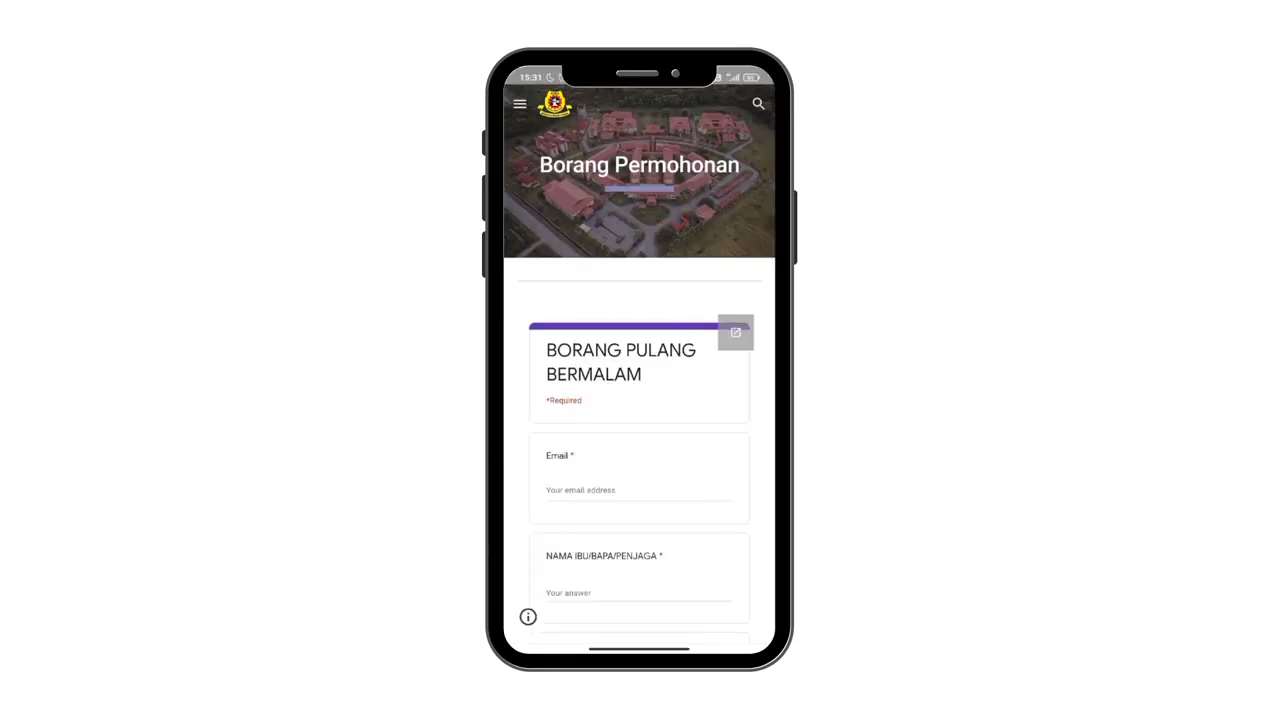 15:31
Borang Permohonan
BORANG PULANG
BERMALAM
*Required
Email *
Your email address
NAMA IBU/BAPA/PENJAGA *
Your answer